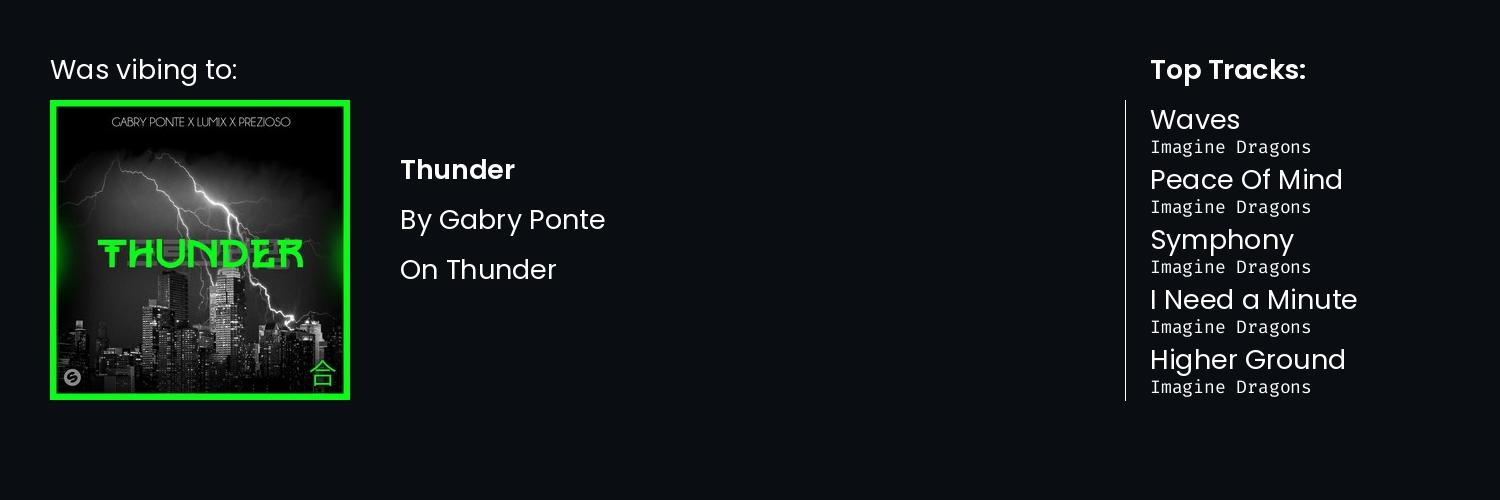 Was vibing to:
GABRY PONTE X LUM!X X PREZIOSO
THUNDER
合
Thunder
By Gabry Ponte
On Thunder
Top Tracks:
Waves
Imagine Dragons
Peace Of Mind
Imagine Dragons
Symphony
Imagine Dragons
I Need a Minute
Imagine Dragons
Higher Ground
Imagine Dragons